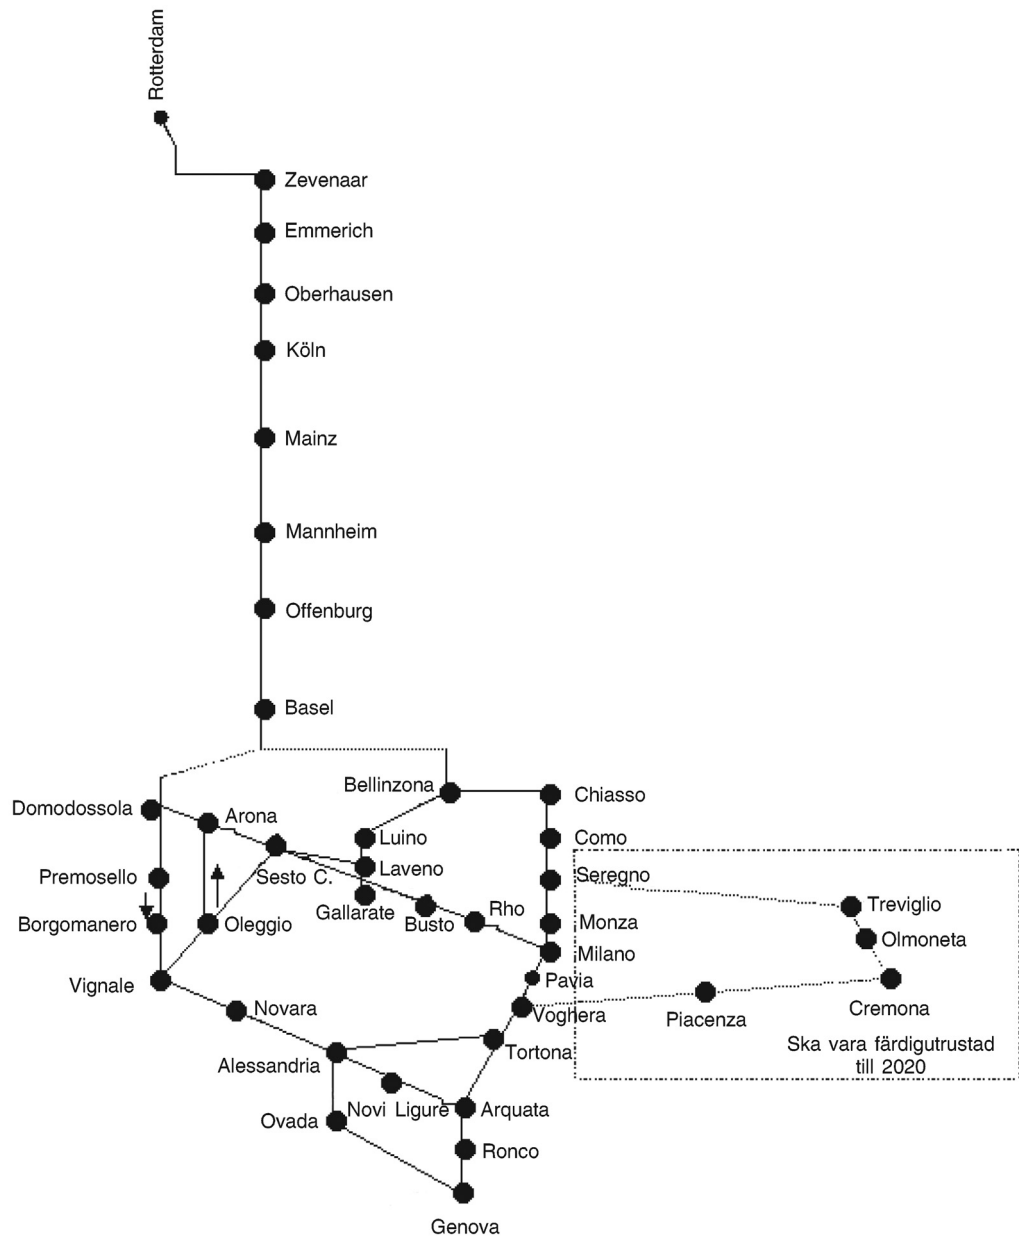 Rotterdam
Zevenaar
Emmerich
Oberhausen
Köln
Mainz
Mannheim
Offenburg
Basel
Bellinzona
Chiasso
Domodossola
Arona
Luino
Como
Sesto C.
Laveno
Seregno
Premosello
Gallarate
Busto
Rho
Treviglio
Borgomanero
Oleggio
Monza
Olmoneta
Milano
Vignale
Pavia
Cremona
Novara
Voghera
Piacenza
Alessandria
Tortona
Ska vara färdigutrustad
till 2020
Novi Ligure
Arquata
Ovada
Ronco
Genova